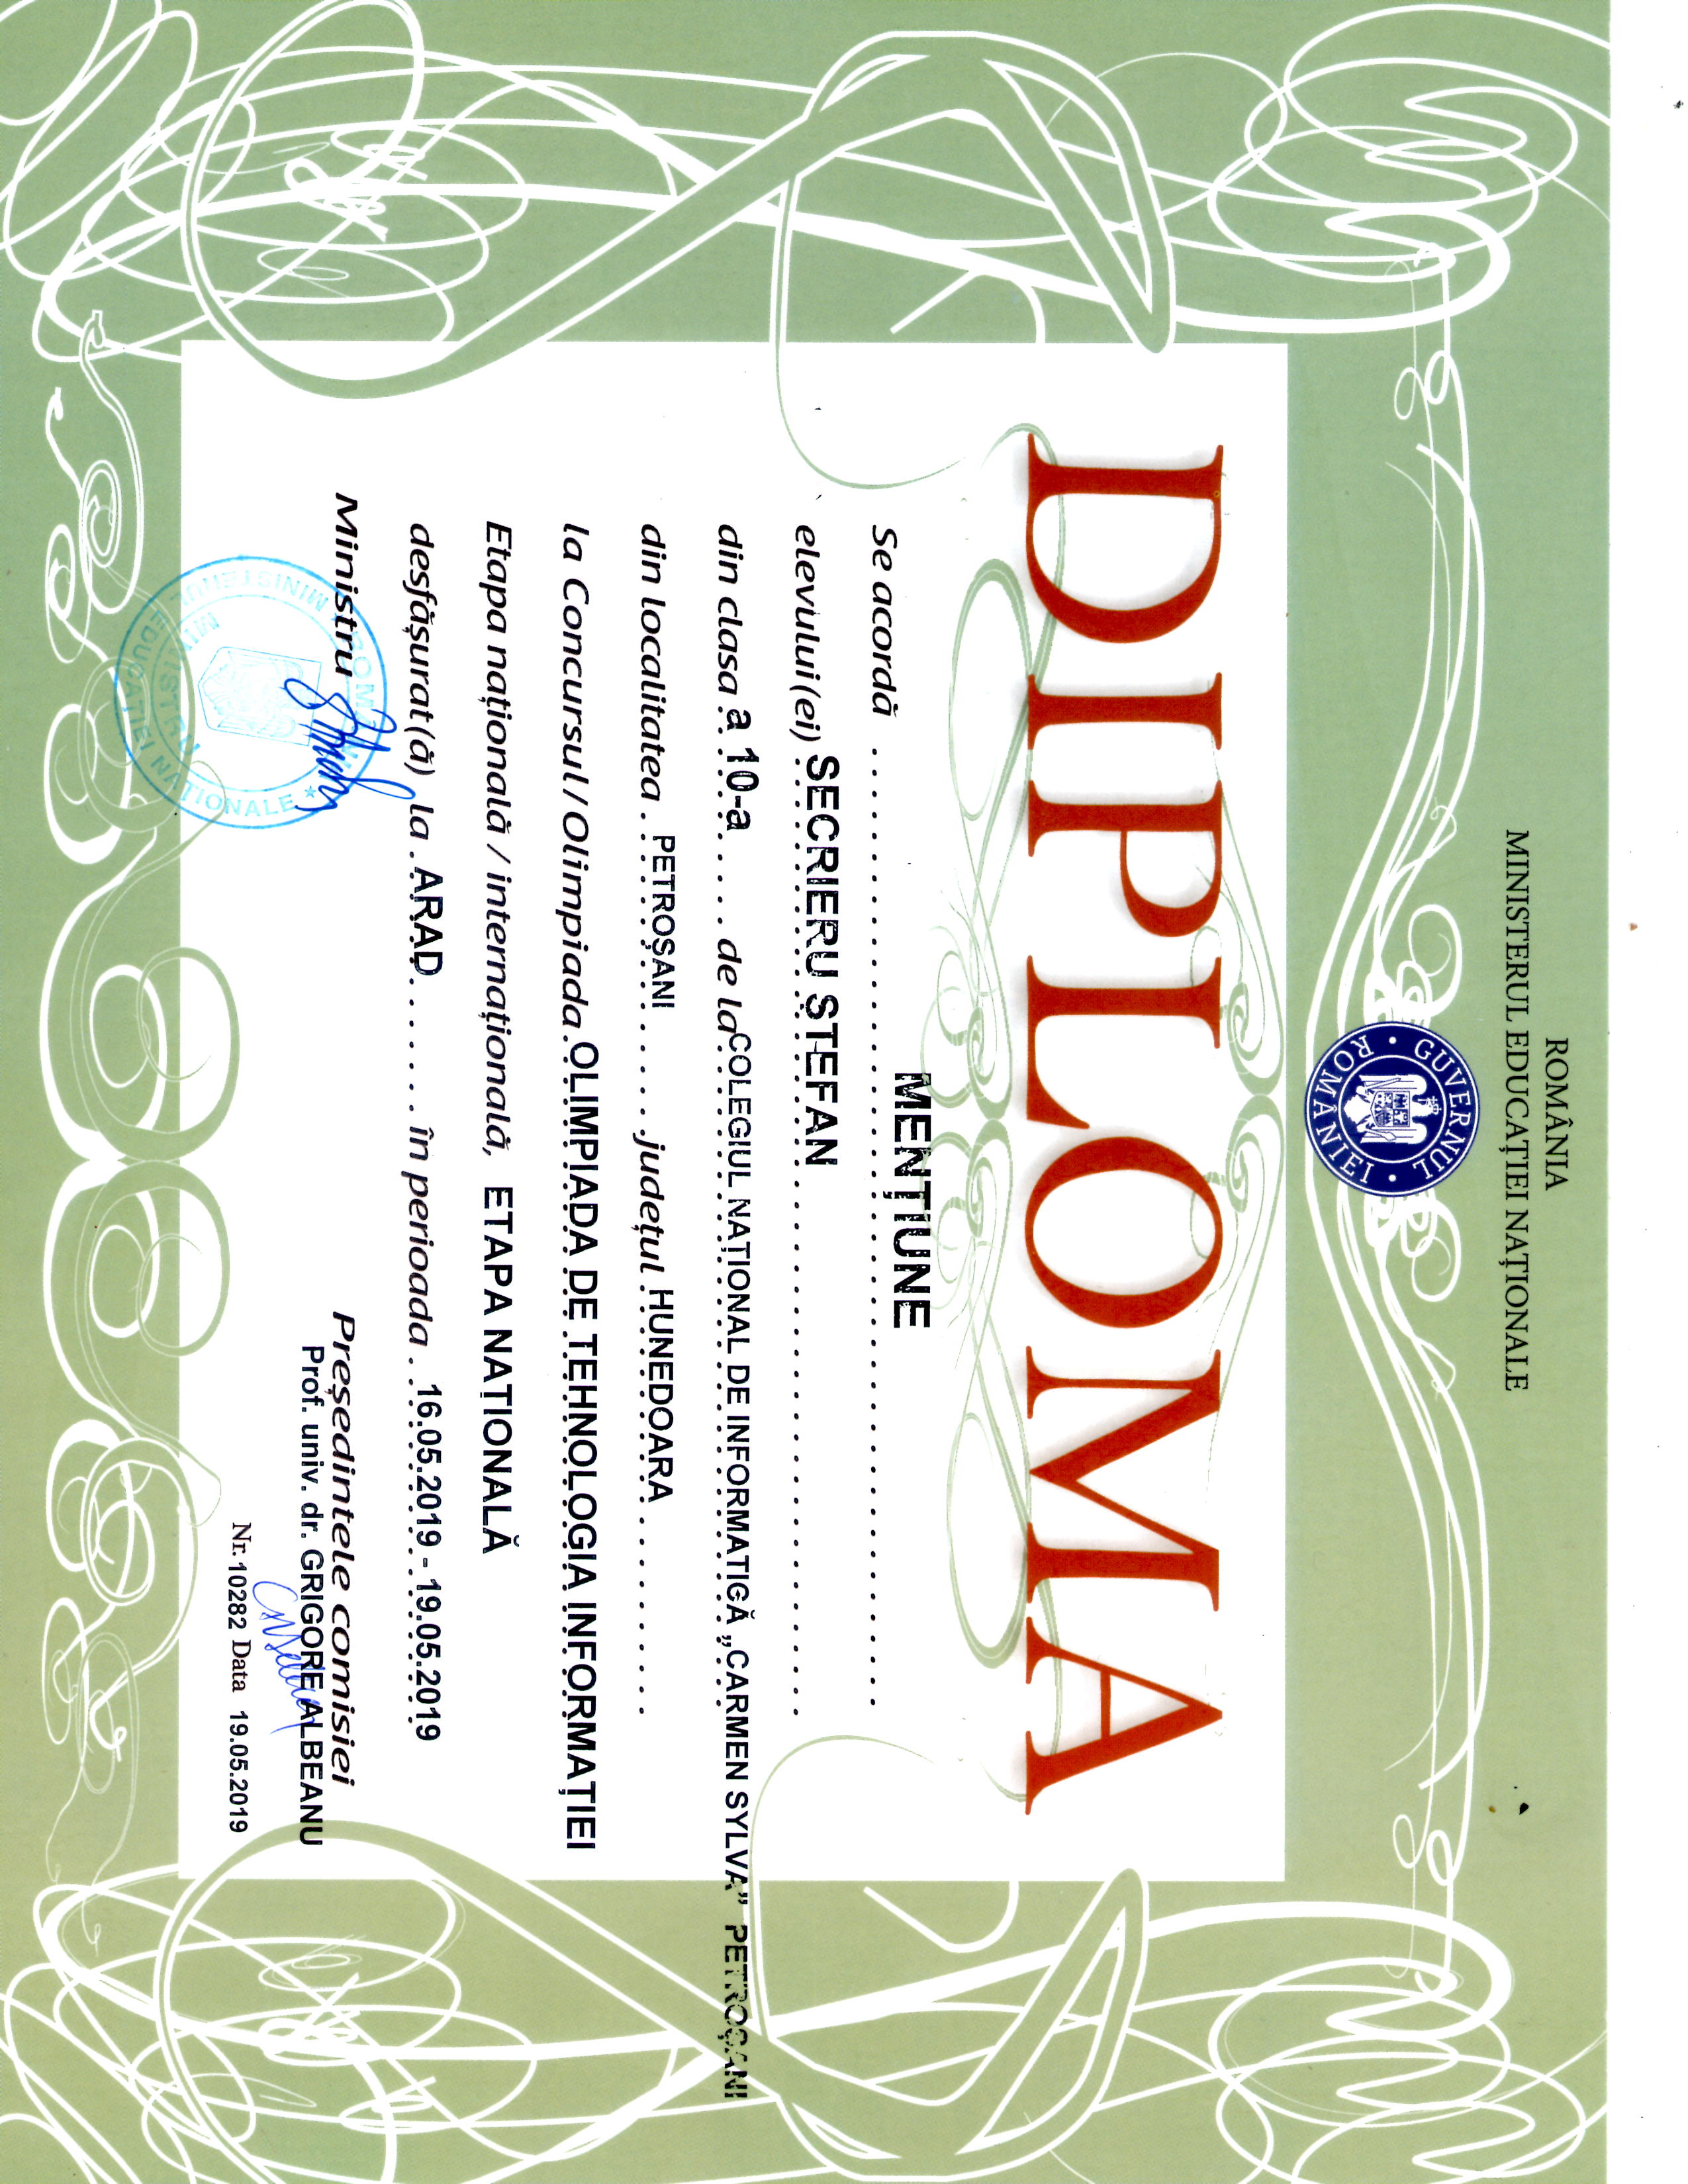 ROMÂNIA
MINISTERUL EDUCAȚIEI NAȚIONALE
GUVERNUL ROMÂNIEI
DIPLOMA
Se acordă MENȚIUNE
elevului(ei) SECRIERU ȘTEFAN
din clasa a 10-a de la COLEGIUL NAȚIONAL DE INFORMATICĂ „CARMEN SYLVA” PETROȘANI
din localitatea PETROȘANI județul HUNEDOARA
la Concursul/Olimpiada OLIMPIADA DE TEHNOLOGIA INFORMAȚIEI
Etapa națională / internațională, ETAPA NAȚIONALĂ
desfășurat(ă) la ARAD în perioada 16.05.2019 - 19.05.2019
Ministru
Președintele comisiei
Prof. univ. dr. GRIGORE ALBEANU
Nr. 10282 Data 19.05.2019
ROMÂNIA * MINISTERUL EDUCAȚIEI NAȚIONALE *
MINISTRU